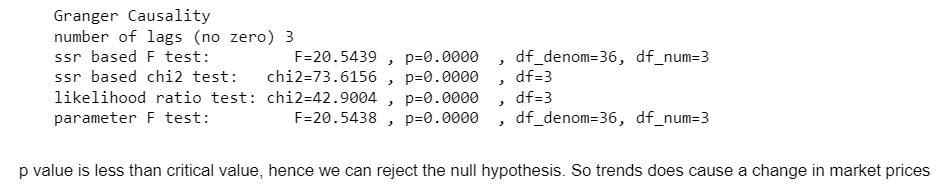 Granger Causality
number of lags (no zero) 3
ssr based F test:         F=20.5439 , p=0.0000  , df_denom=36, df_num=3
ssr based chi2 test:   chi2=73.6156 , p=0.0000  , df=3
likelihood ratio test: chi2=42.9004 , p=0.0000  , df=3
parameter F test:         F=20.5438 , p=0.0000  , df_denom=36, df_num=3
p value is less than critical value, hence we can reject the null hypothesis. So trends does cause a change in market prices